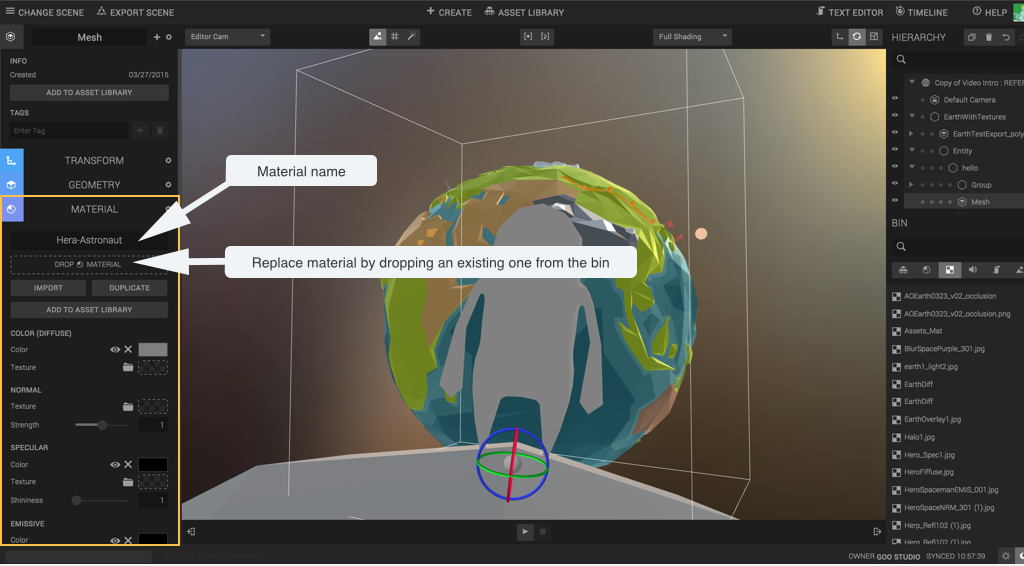 CHANGE SCENE
EXPORT SCENE
CREATE
ASSET LIBRARY
TEXT EDITOR
TIMELINE
HELP
Mesh
Editor Cam
Full Shading
HIERARCHY
INFO
Created 03/27/2015
ADD TO ASSET LIBRARY
TAGS
Enter Tag
TRANSFORM
GEOMETRY
MATERIAL
Hera-Astronaut
DROP MATERIAL
IMPORT
DUPLICATE
ADD TO ASSET LIBRARY
COLOR (DIFFUSE)
Color
Texture
NORMAL
Texture
Strength 1
SPECULAR
Color
Texture
Shininess 1
EMISSIVE
Color
Material name
Replace material by dropping an existing one from the bin
Copy of Video Intro : REFER
Default Camera
EarthWithTextures
EarthTestExport_poly
Entity
hello
Group
Mesh
BIN
AOEarth0323_v02_occlusion
AOEarth0323_v02_occlusion.png
Assets_Mat
BlurSpacePurple_301.jpg
earth1_light2.jpg
EarthDiff
EarthDiff
EarthOverlay1.jpg
Halo1.jpg
Hero_Spec1.jpg
HeroFiffuse.jpg
HeroSpacemanEMIS_001.jpg
HeroSpaceNRM_301 (1).jpg
Herp_Refl102 (1).jpg
Herp_Refl102.jpg
OWNER GOO STUDIO SYNCED 10:57:39